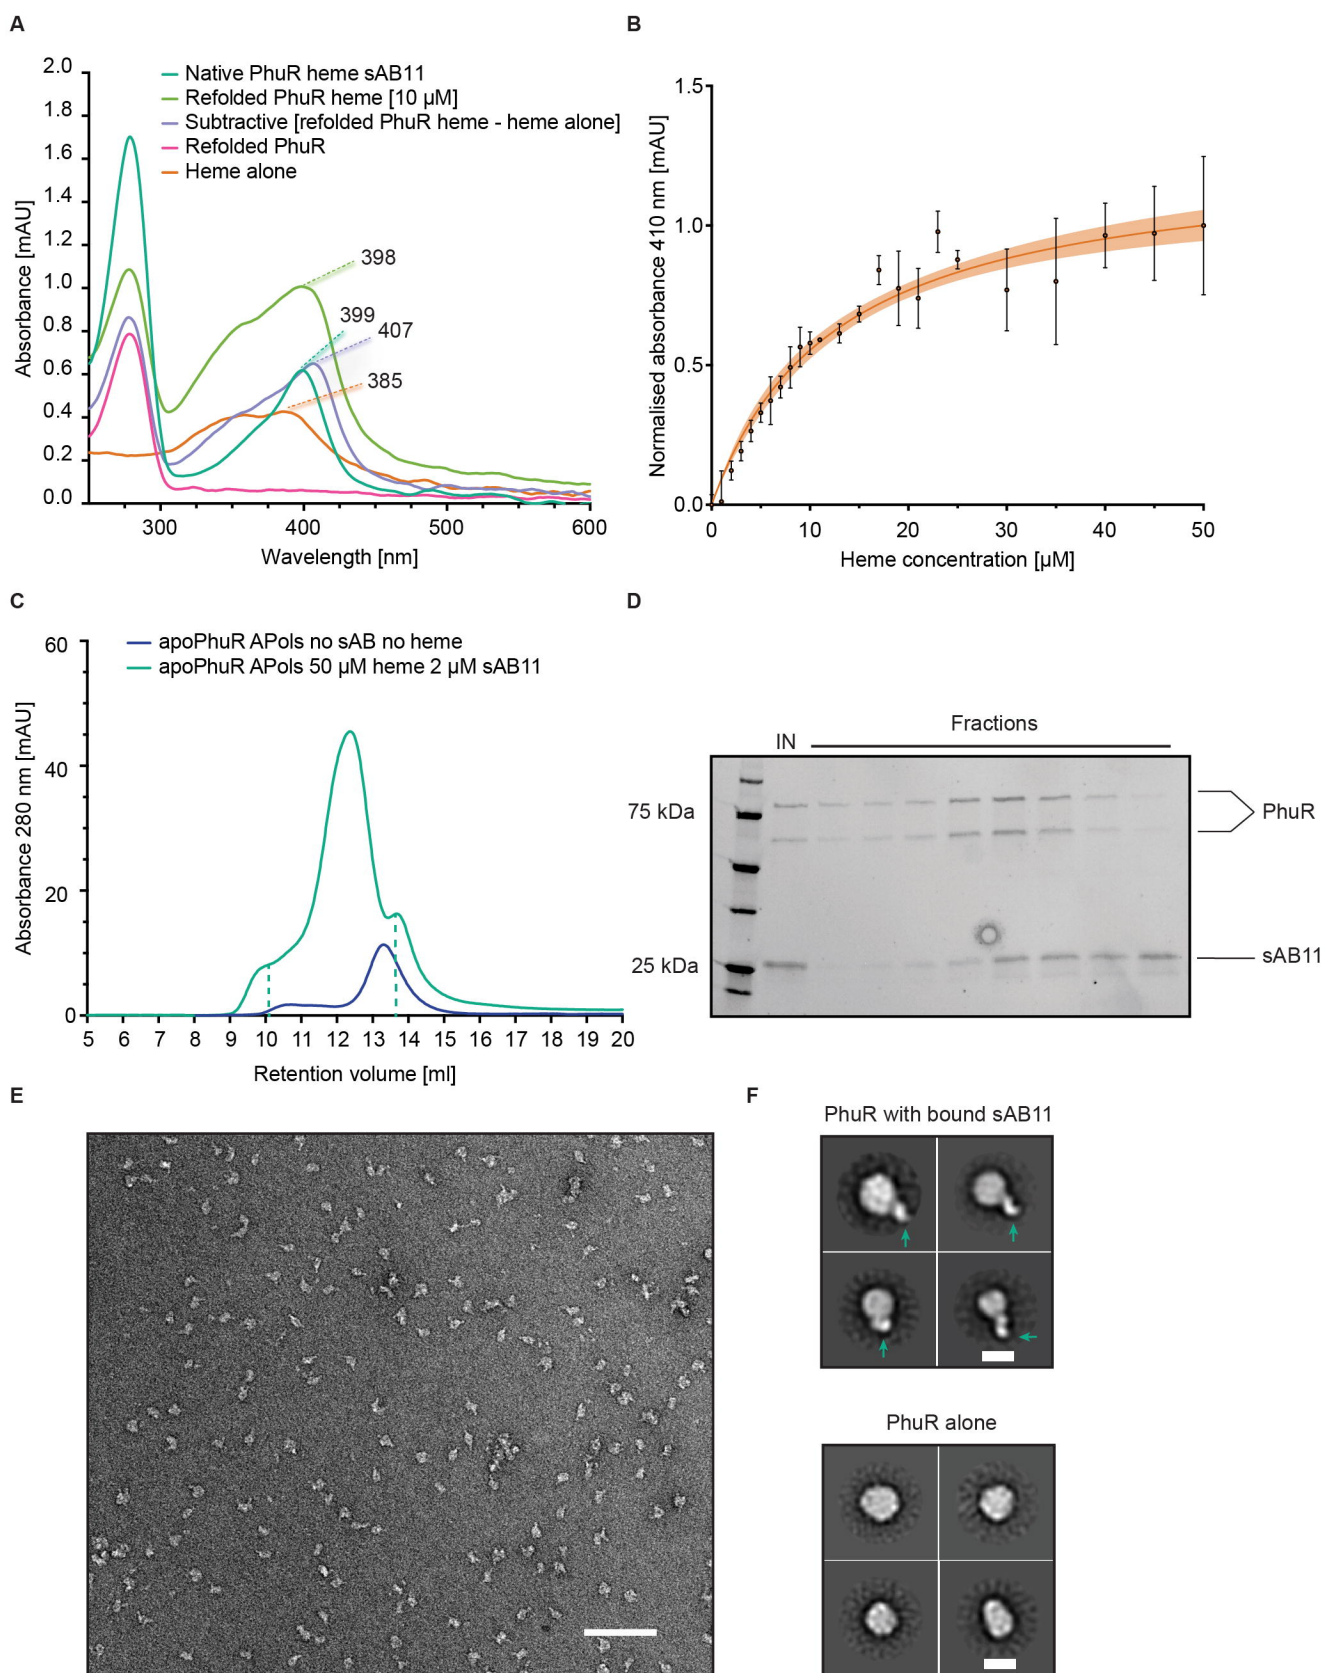 A
2.0
1.8
1.6
1.4
1.2
1.0
0.8
0.6
0.4
0.2
0.0
Absorbance [mAU]
Native PhuR heme sAB11
Refolded PhuR heme [10 µM]
Subtractive [refolded PhuR heme - heme alone]
Refolded PhuR
Heme alone
398
399
407
385
300
400
500
600
Wavelength [nm]
B
1.5
1.0
0.5
0.0
Normalised absorbance 410 nm [mAU]
0
10
20
30
40
50
Heme concentration [µM]
C
60
40
20
0
Absorbance 280 nm [mAU]
apoPhuR APols no sAB no heme
apoPhuR APols 50 µM heme 2 µM sAB11
5 6 7 8 9 10 11 12 13 14 15 16 17 18 19 20
Retention volume [ml]
D
Fractions
IN
75 kDa
25 kDa
PhuR
sAB11
E
F
PhuR with bound sAB11
PhuR alone